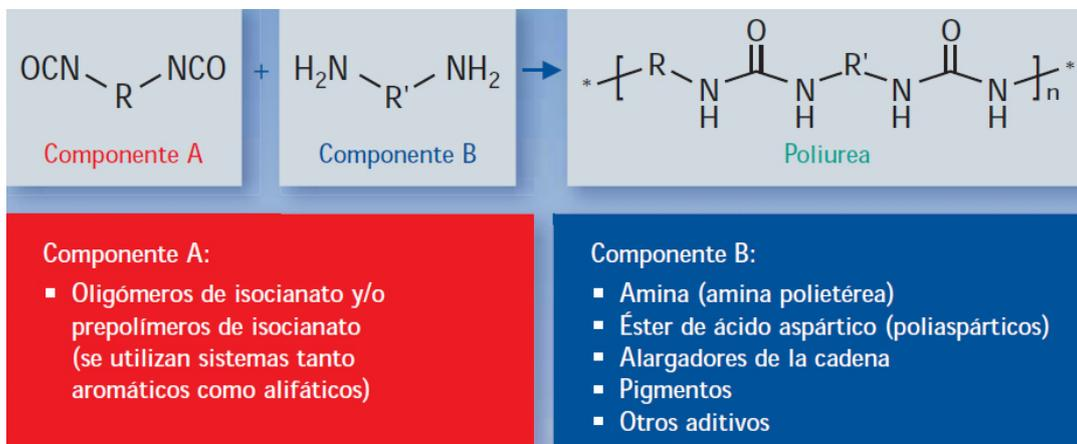 OCN R NCO + H₂N R' NH₂ → * [ R N H O N H R' N H O N H ] n *
Componente A
Componente B
Poliurea
Componente A:
▪ Oligómeros de isocianato y/o
prepolímeros de isocianato
(se utilizan sistemas tanto
aromáticos como alifáticos)
Componente B:
▪ Amina (amina polietérea)
▪ Éster de ácido aspártico (poliaspárticos)
▪ Alargadores de la cadena
▪ Pigmentos
▪ Otros aditivos